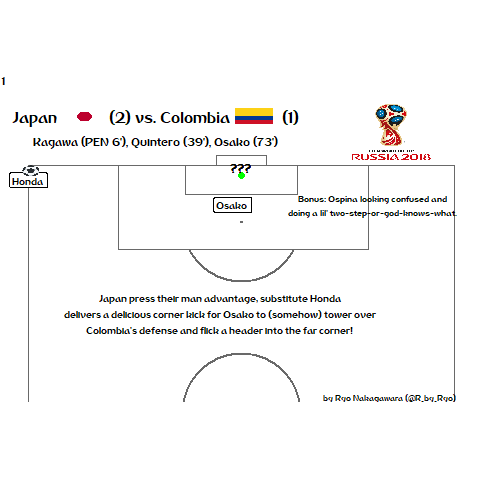 1
Japan (2) vs. Colombia (1)
Kagawa (PEN 6'), Quintero (39'), Osako (73')
RUSSIA 2018
???
Honda
Osako
Bonus: Ospina looking confused and
doing a lil' two-step-or-god-knows-what.
Japan press their man advantage, substitute Honda
delivers a delicious corner kick for Osako to (somehow) tower over
Colombia's defense and flick a header into the far corner!
by Ryo Nakagawara (@R_by_Ryo)